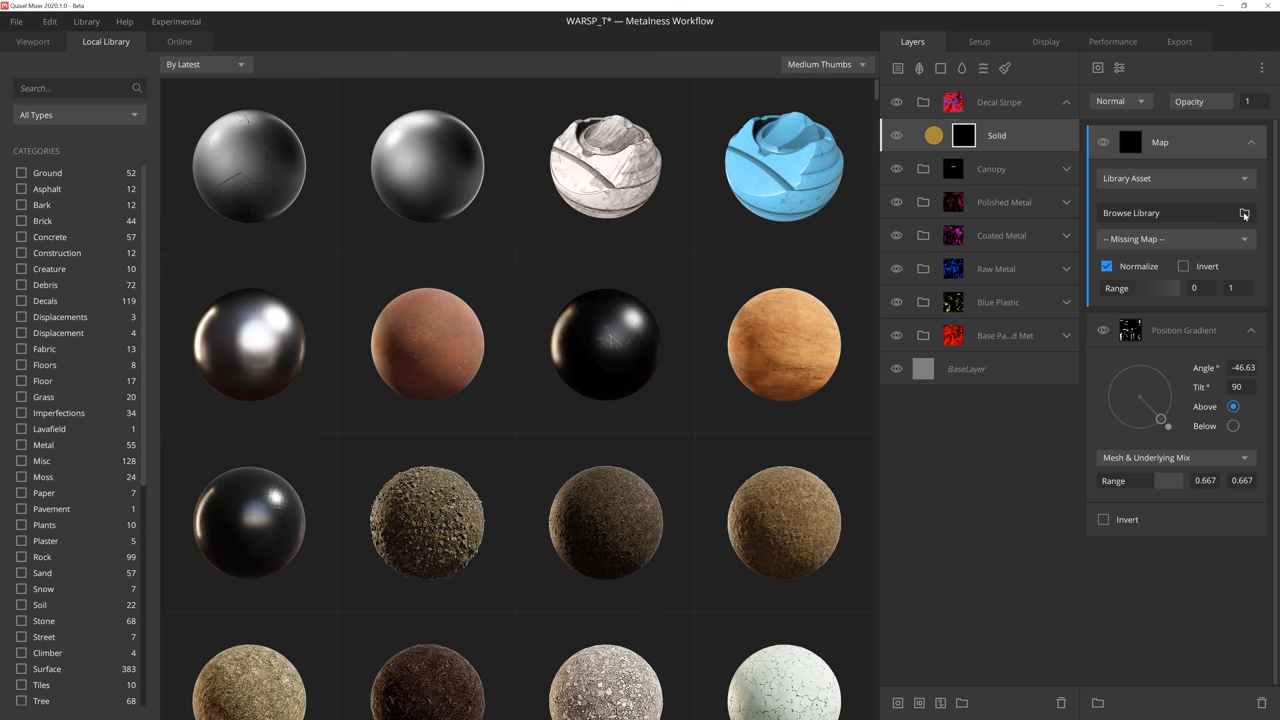 Quixel Mixer 2020.1.0 - Beta
File Edit Library Help Experimental
WARSP_T* — Metalness Workflow
Viewport Local Library Online
Layers Setup Display Performance Export
Search...
All Types
CATEGORIES
Ground 52
Asphalt 12
Bark 12
Brick 44
Concrete 57
Construction 12
Creature 10
Debris 72
Decals 119
Displacements 3
Displacement 4
Fabric 13
Floors 8
Floor 17
Grass 20
Imperfections 34
Lavafield 1
Metal 55
Misc 128
Moss 24
Paper 7
Pavement 1
Plants 10
Plaster 5
Rock 99
Sand 57
Snow 7
Soil 22
Stone 68
Street 7
Climber 4
Surface 383
Tiles 10
Tree 68
By Latest
Medium Thumbs
Decal Stripe
Solid
Canopy
Polished Metal
Coated Metal
Raw Metal
Blue Plastic
Base Pa...d Met
BaseLayer
Normal Opacity 1
Map
Library Asset
Browse Library
-- Missing Map --
Normalize Invert
Range 0 1
Position Gradient
Angle ° -46.63
Tilt ° 90
Above
Below
Mesh & Underlying Mix
Range 0.667 0.667
Invert